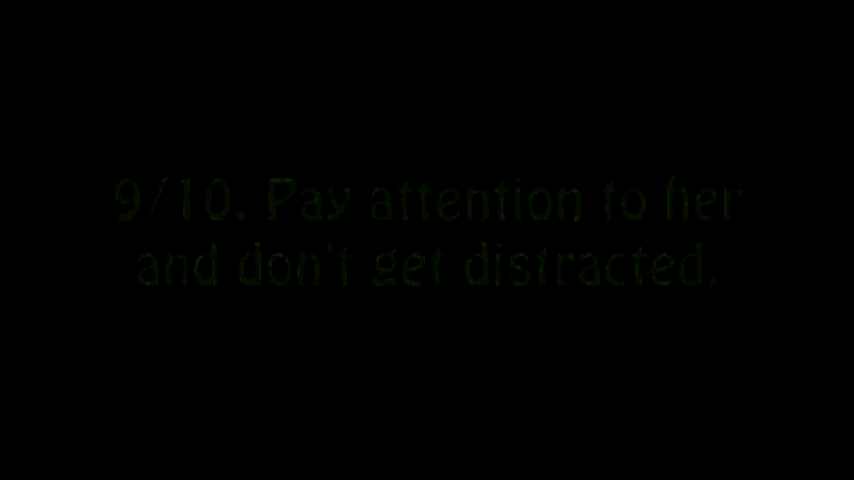 9/10. Pay attention to her
and don't get distracted.